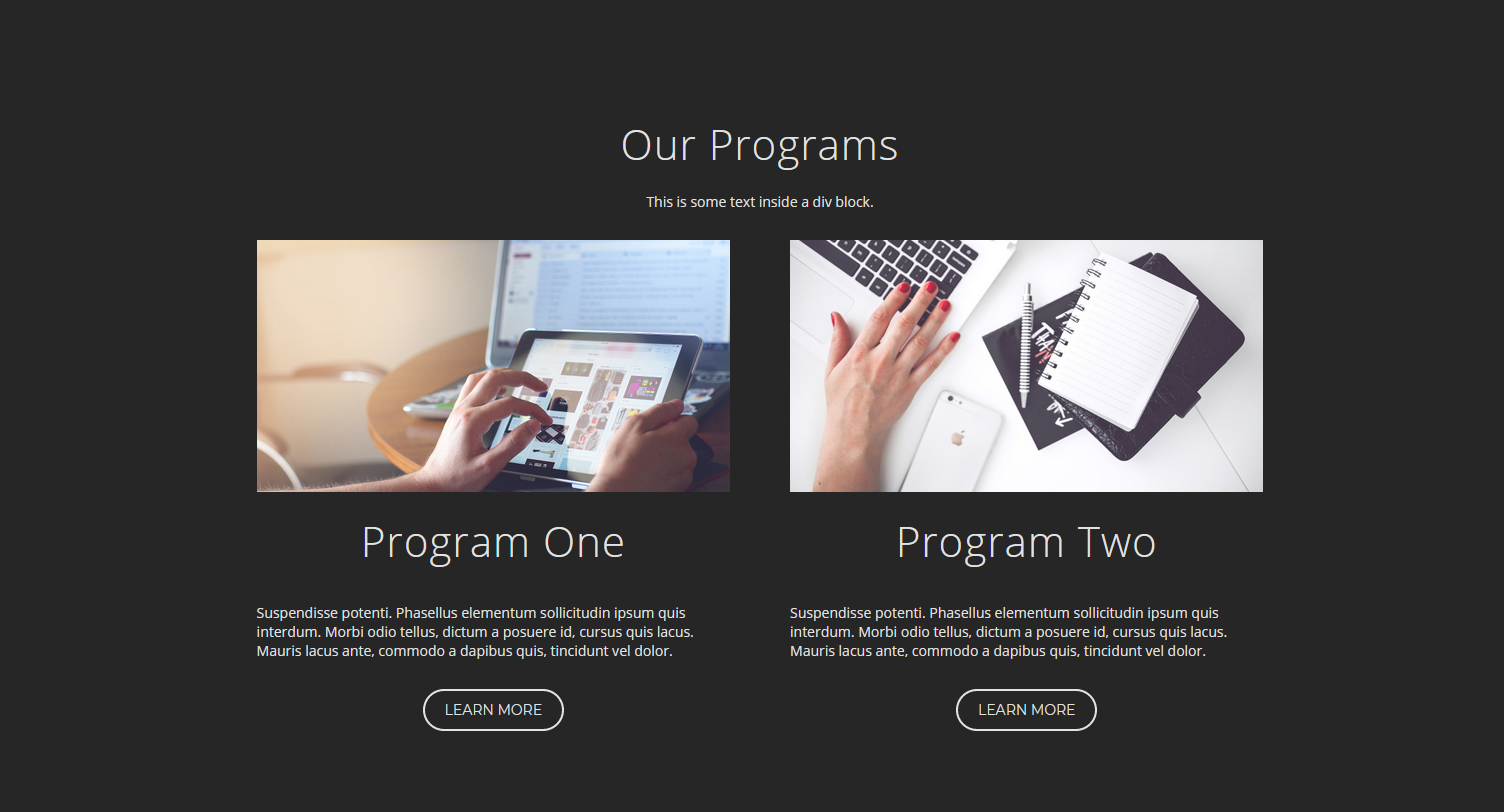 Our Programs
This is some text inside a div block.
Program One
Suspendisse potenti. Phasellus elementum sollicitudin ipsum quis
interdum. Morbi odio tellus, dictum a posuere id, cursus quis lacus.
Mauris lacus ante, commodo a dapibus quis, tincidunt vel dolor.
LEARN MORE
Program Two
Suspendisse potenti. Phasellus elementum sollicitudin ipsum quis
interdum. Morbi odio tellus, dictum a posuere id, cursus quis lacus.
Mauris lacus ante, commodo a dapibus quis, tincidunt vel dolor.
LEARN MORE